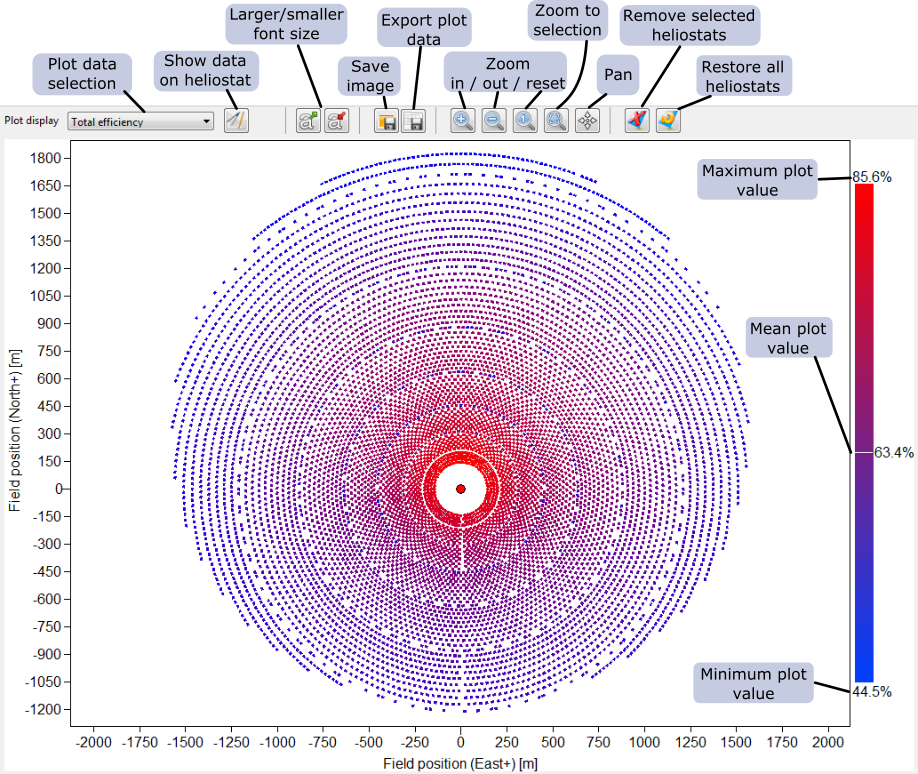 Larger/smaller
font size
Export plot
data
Zoom to
selection
Remove selected
heliostats
Plot data
selection
Show data
on heliostat
Save
image
Zoom
in / out / reset
Pan
Restore all
heliostats
Plot display
Total efficiency
a
a
1
Maximum plot
value
85.6%
Mean plot
value
63.4%
Minimum plot
value
44.5%
Field position (North+) [m]
1800
1650
1500
1350
1200
1050
900
750
600
450
300
150
0
-150
-300
-450
-600
-750
-900
-1050
-1200
-2000 -1750 -1500 -1250 -1000 -750 -500 -250 0 250 500 750 1000 1250 1500 1750 2000
Field position (East+) [m]